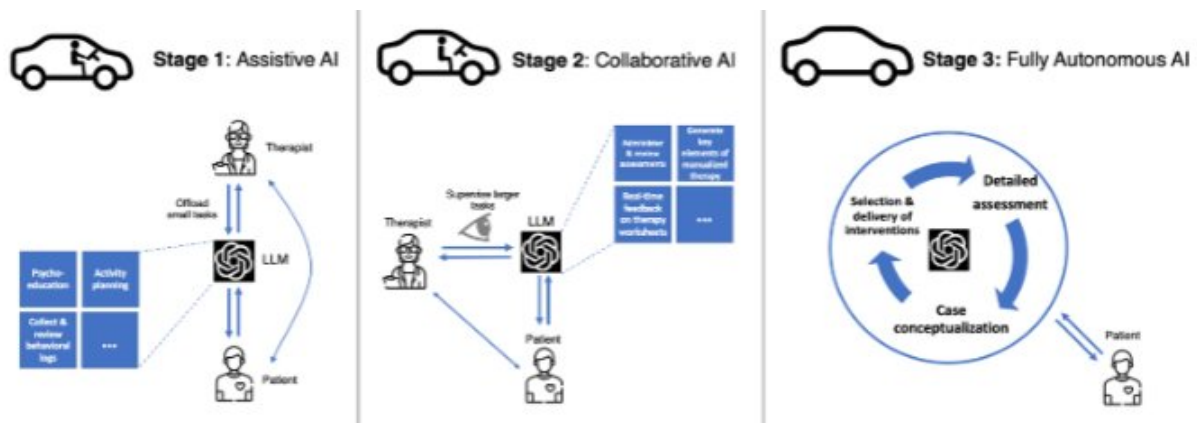 Stage 1: Assistive AI
Therapist
Offload
small tasks
LLM
Psycho-
education
Activity
planning
Collect &
review
behavioral
logs
...
Patient
Stage 2: Collaborative AI
Administer
& review
assessments
Generate
key
elements of
manualized
therapy
Real-time
feedback
on therapy
worksheets
...
Supervise larger
tasks
Therapist
LLM
Patient
Stage 3: Fully Autonomous AI
Detailed
assessment
Selection &
delivery of
interventions
Case
conceptualization
Patient